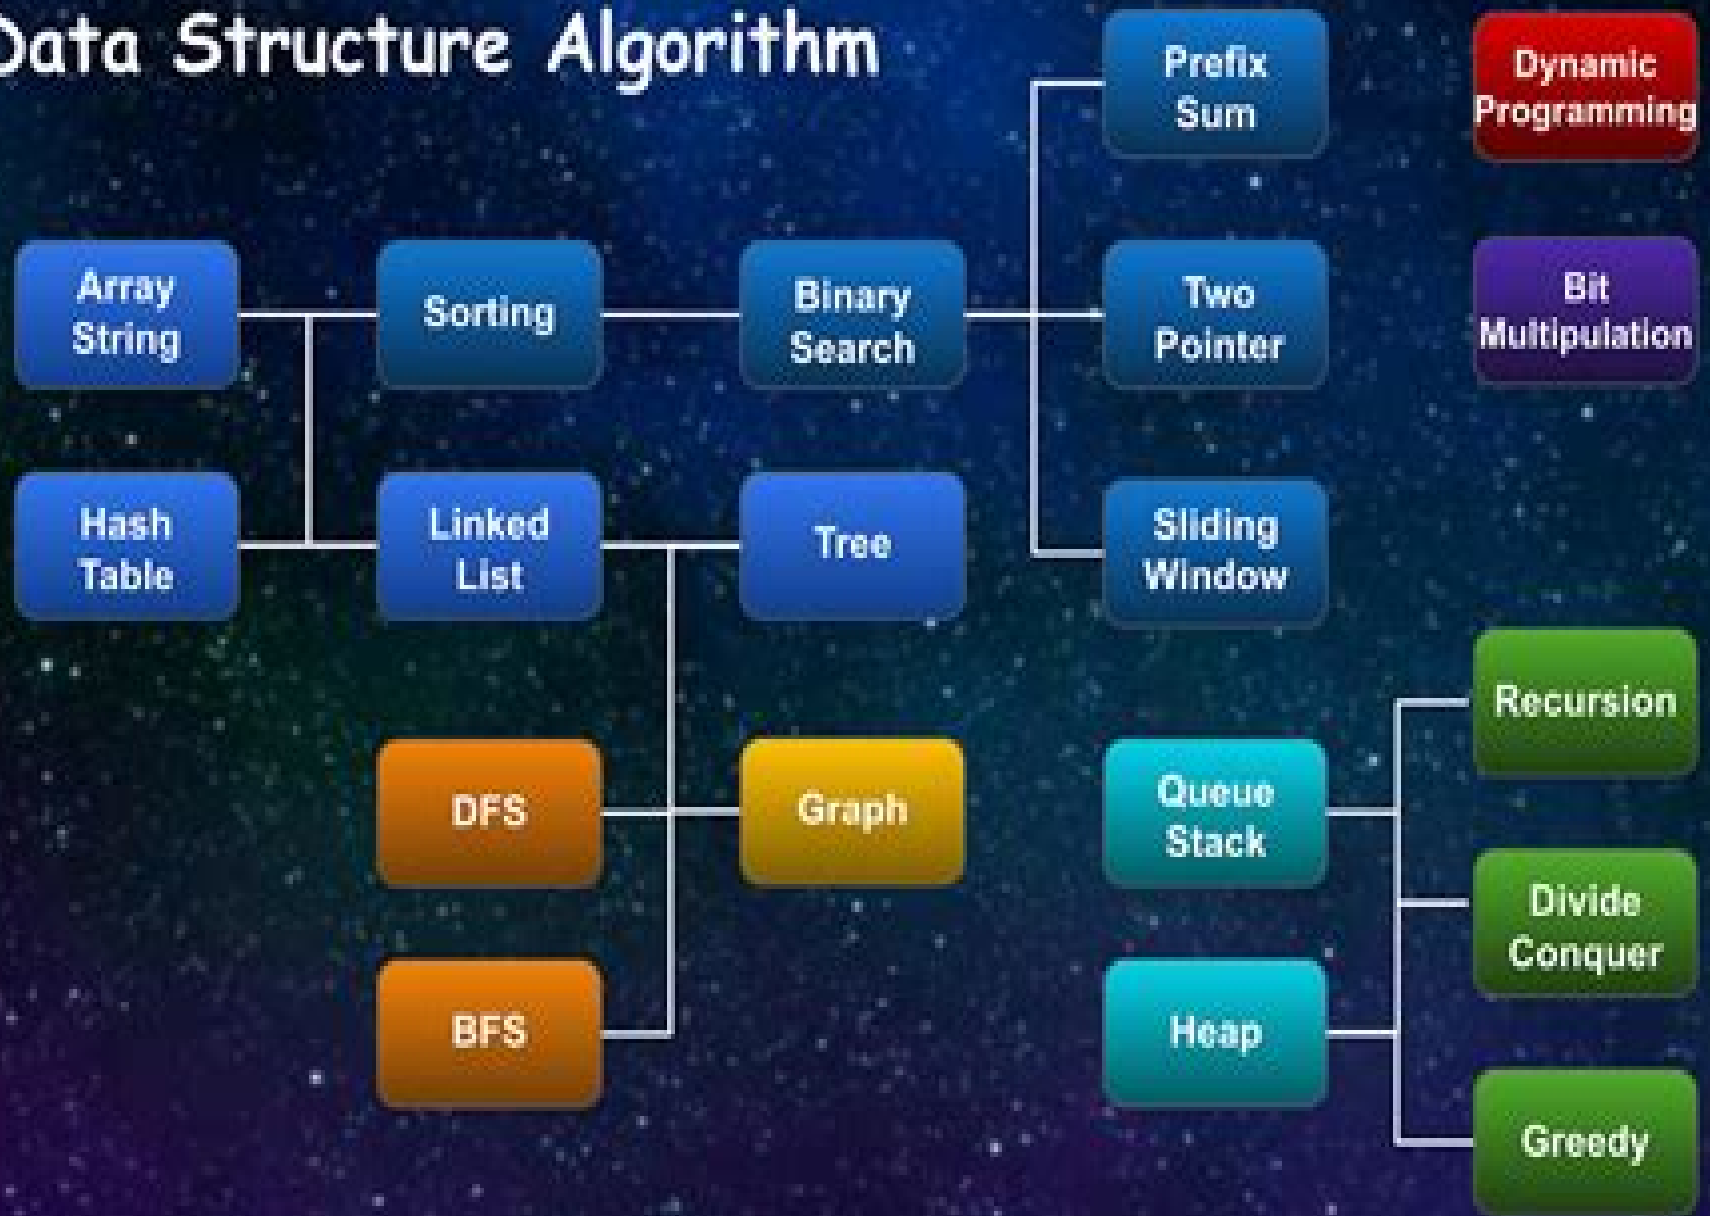 Data Structure Algorithm
Prefix
Sum
Dynamic
Programming
Array
String
Sorting
Binary
Search
Two
Pointer
Bit
Multipulation
Hash
Table
Linked
List
Tree
Sliding
Window
Recursion
DFS
Graph
Queue
Stack
Divide
Conquer
BFS
Heap
Greedy